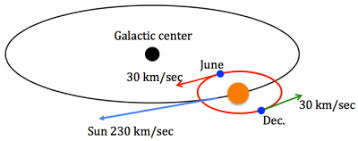 Galactic center
June
30 km/sec
30 km/sec
Dec.
Sun 230 km/sec